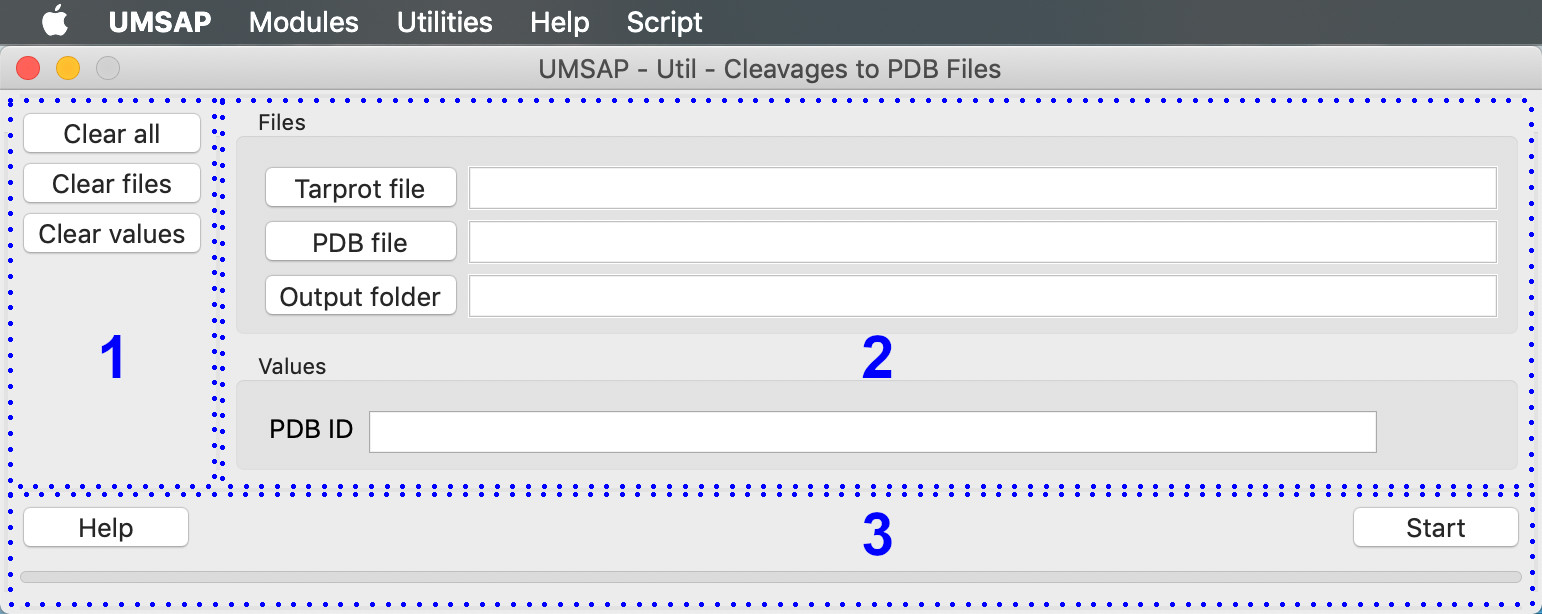 UMSAP Modules Utilities Help Script
UMSAP - Util - Cleavages to PDB Files
Clear all
Clear files
Clear values
1
Files
Tarprot file
PDB file
Output folder
2
Values
PDB ID
Help
3
Start